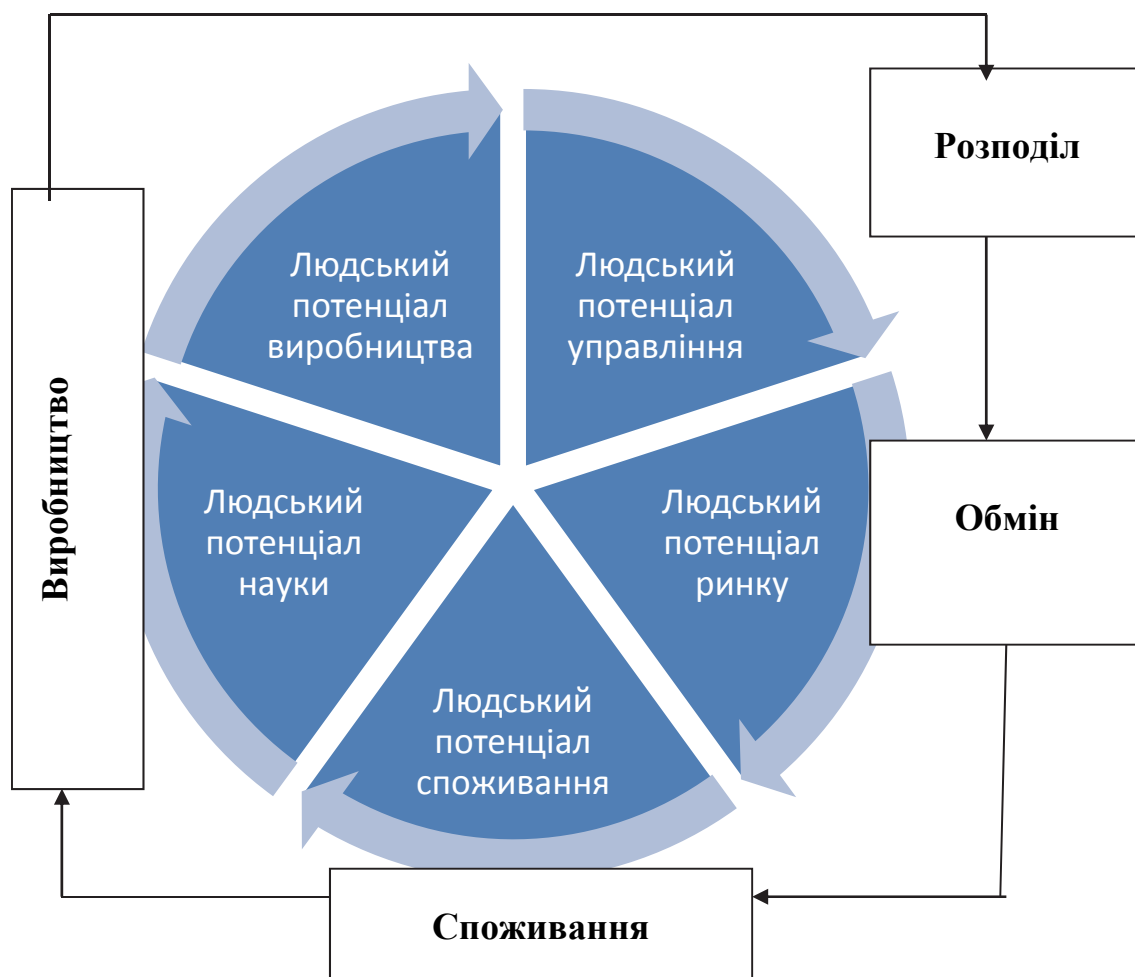 Розподіл
Людський
потенціал
виробництва
Людський
потенціал
управління
Виробництво
Людський
потенціал
науки
Людський
потенціал
ринку
Обмін
Людський
потенціал
споживання
Споживання